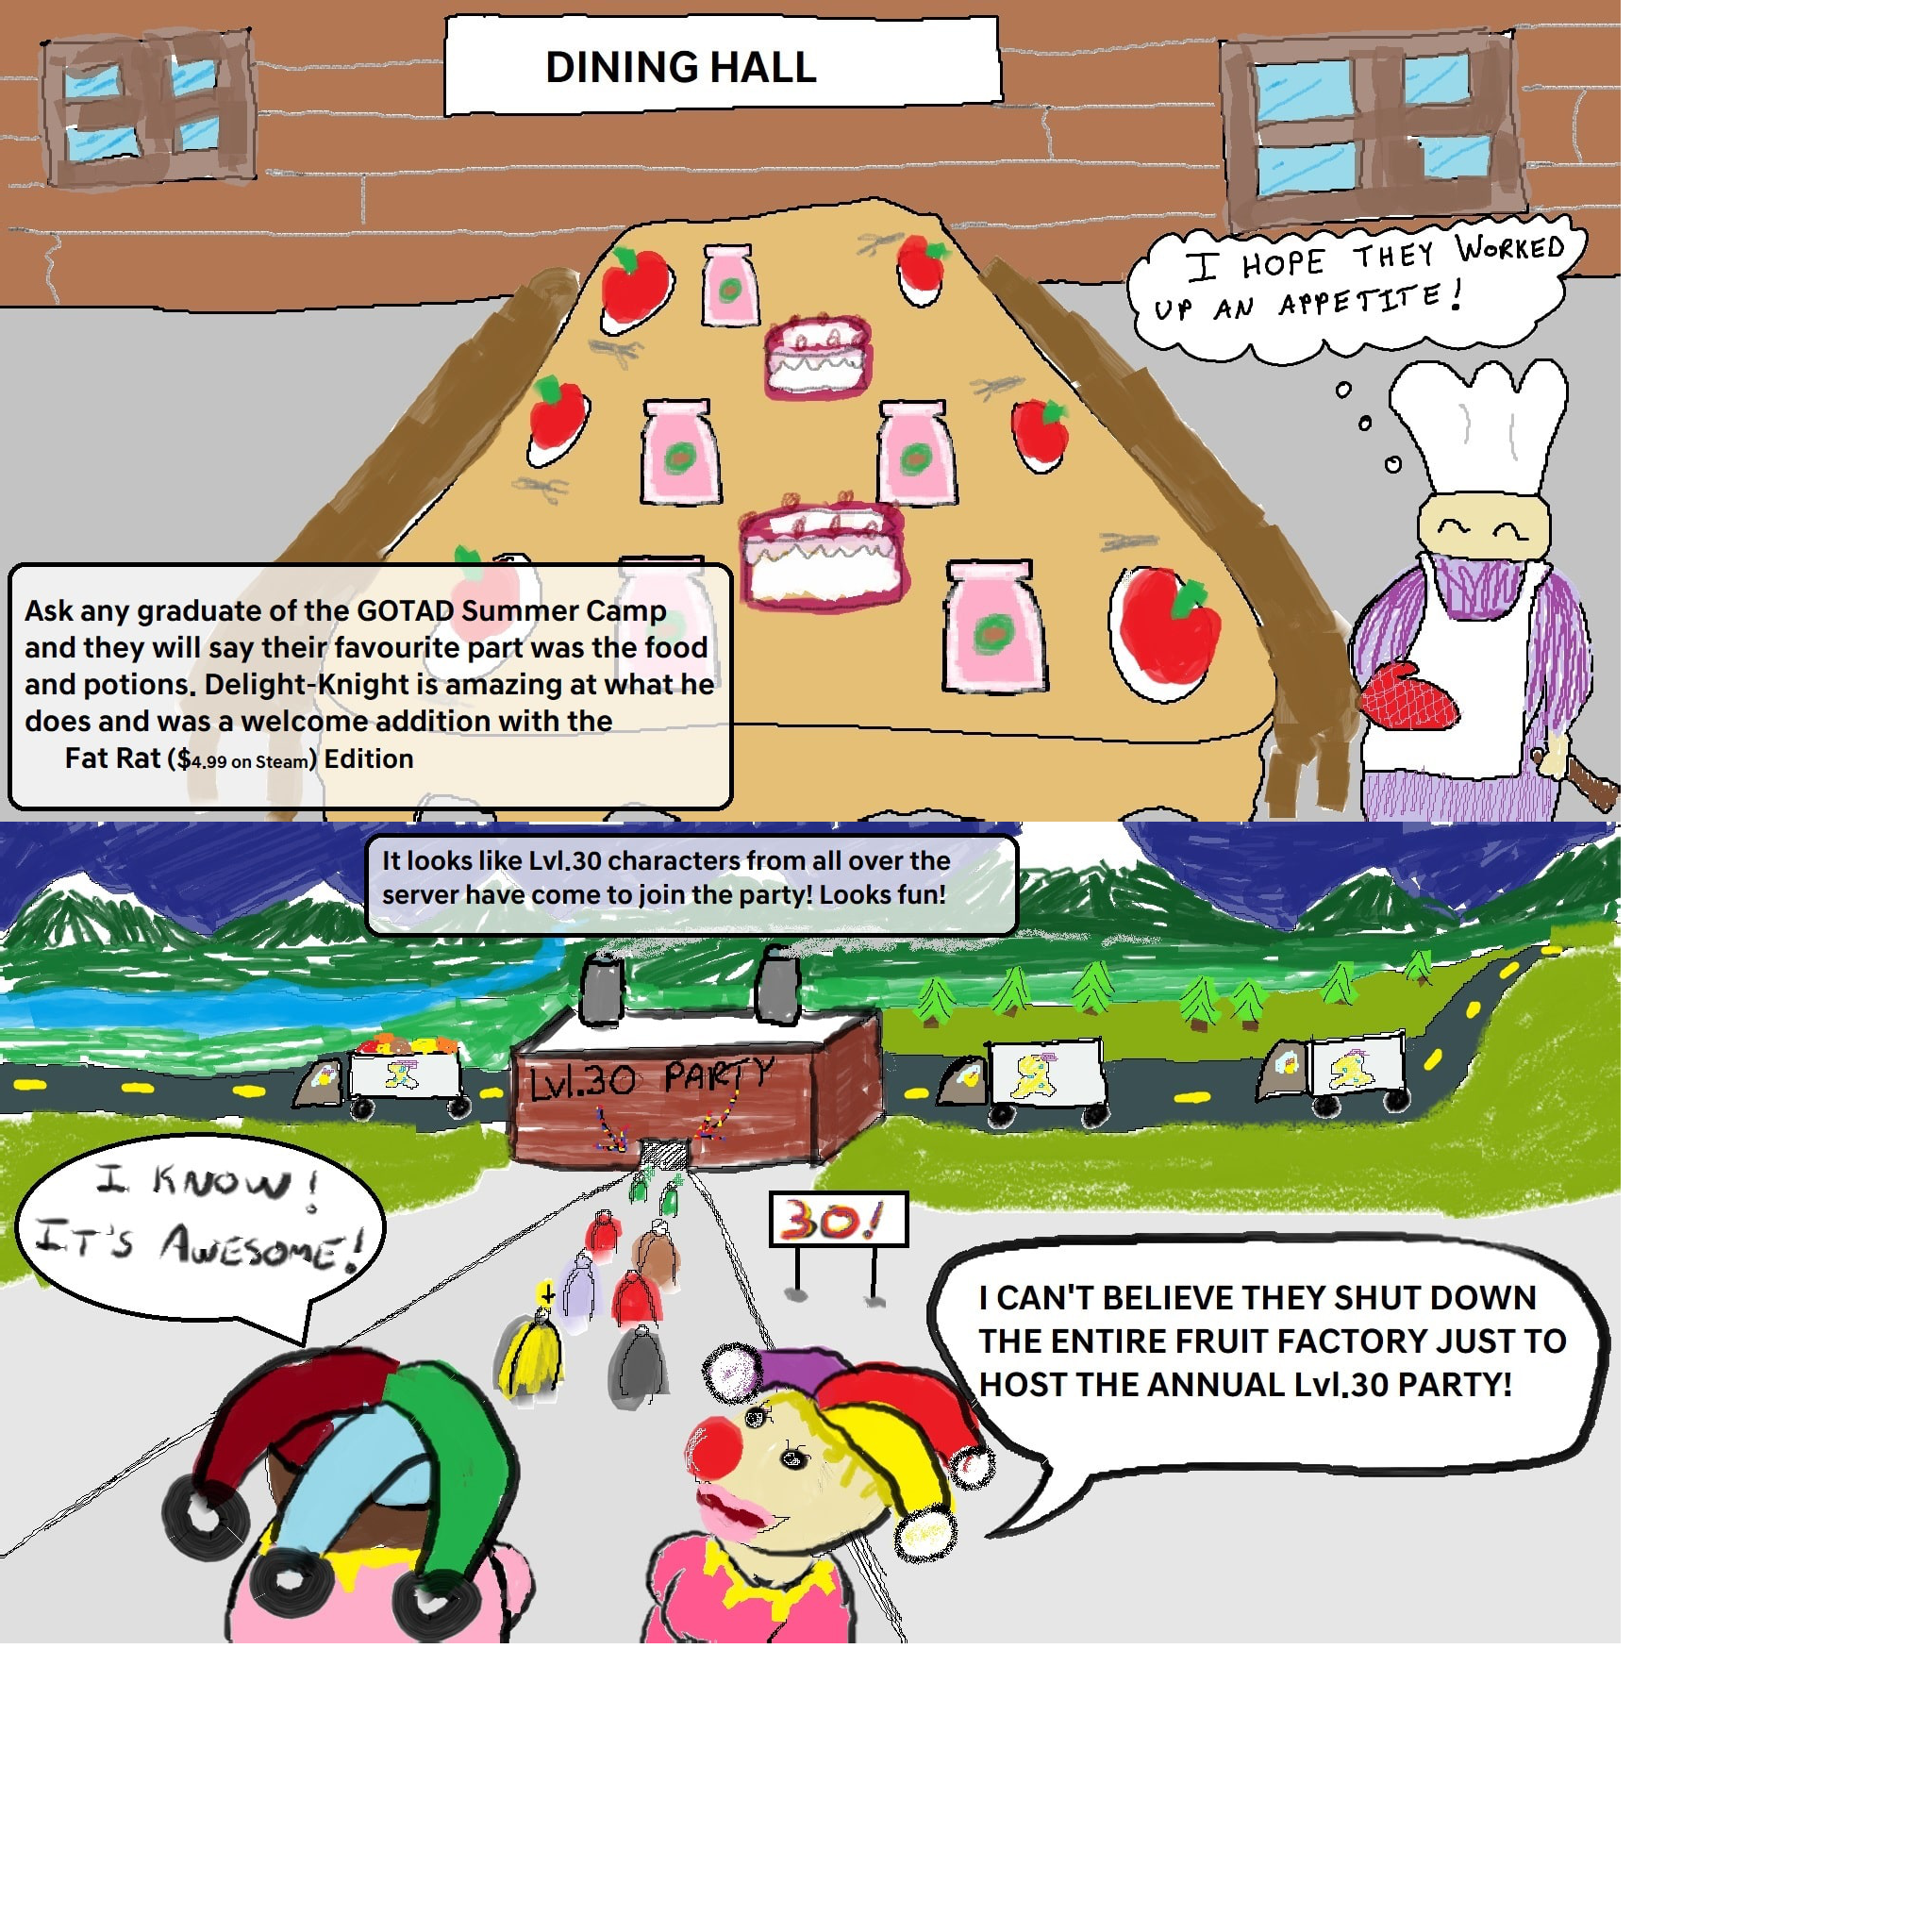 DINING HALL
I HOPE THEY WORKED
UP AN APPETITE!
Ask any graduate of the GOTAD Summer Camp
and they will say their favourite part was the food
and potions. Delight-Knight is amazing at what he
does and was a welcome addition with the
Fat Rat ($4.99 on Steam) Edition
It looks like Lvl.30 characters from all over the
server have come to join the party! Looks fun!
Lvl.30 PARTY
I KNOW!
IT'S AWESOME!
30!
I CAN'T BELIEVE THEY SHUT DOWN
THE ENTIRE FRUIT FACTORY JUST TO
HOST THE ANNUAL Lvl.30 PARTY!